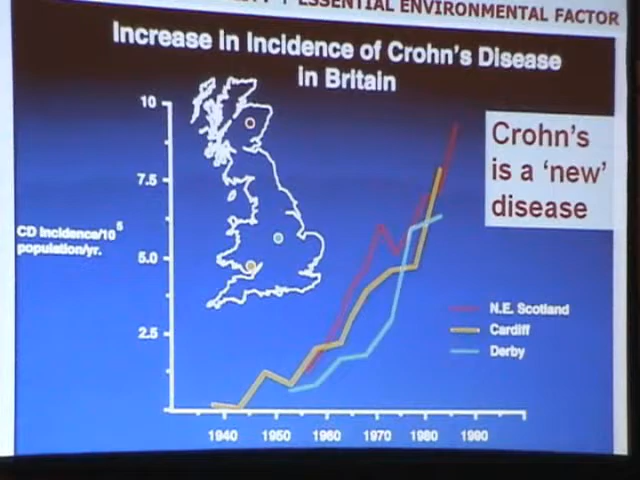 ESSENTIAL ENVIRONMENTAL FACTOR
Increase in Incidence of Crohn's Disease
in Britain
Crohn's
is a 'new'
disease
10
7.5
5.0
2.5
CD Incidence/10⁵
population/yr.
N.E. Scotland
Cardiff
Derby
1940 1950 1960 1970 1980 1990